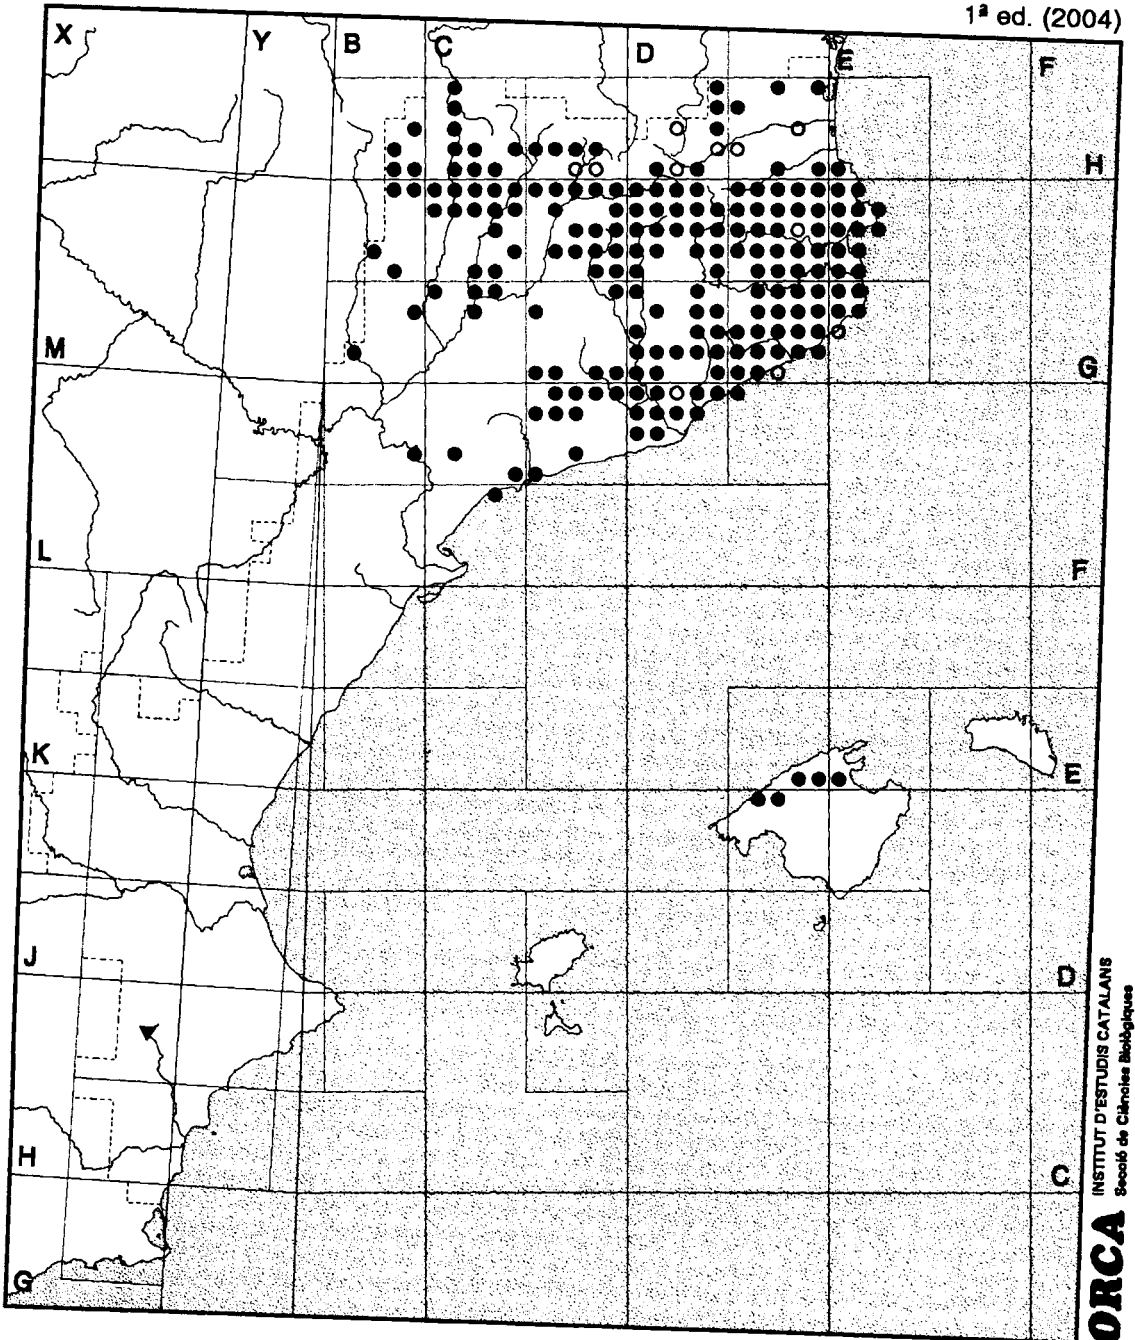 1ª ed. (2004)
X
Y
B
C
D
E
F
H
M
G
L
F
K
E
J
D
H
C
G
INSTITUT D'ESTUDIS CATALANS
Secció de Ciències Biològiques
ORCA